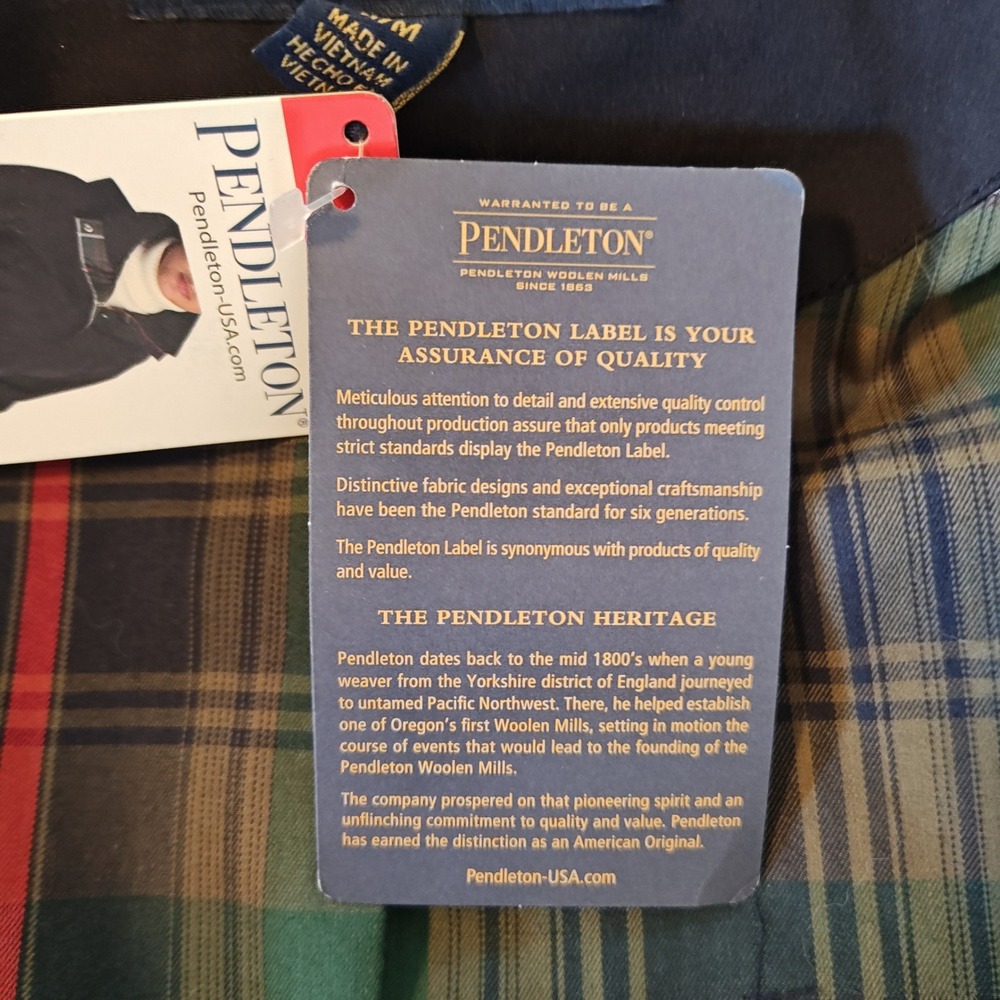 /M
MADE IN
VIETNAM
HECHO
PENDLETON®
Pendleton-USA.com
WARRANTED TO BE A
PENDLETON®
PENDLETON WOOLEN MILLS
SINCE 1863
THE PENDLETON LABEL IS YOUR
ASSURANCE OF QUALITY
Meticulous attention to detail and extensive quality control
throughout production assure that only products meeting
strict standards display the Pendleton Label.
Distinctive fabric designs and exceptional craftsmanship
have been the Pendleton standard for six generations.
The Pendleton Label is synonymous with products of quality
and value.
THE PENDLETON HERITAGE
Pendleton dates back to the mid 1800's when a young
weaver from the Yorkshire district of England journeyed
to untamed Pacific Northwest. There, he helped establish
one of Oregon's first Woolen Mills, setting in motion the
course of events that would lead to the founding of the
Pendleton Woolen Mills.
The company prospered on that pioneering spirit and an
unflinching commitment to quality and value. Pendleton
has earned the distinction as an American Original.
Pendleton-USA.com